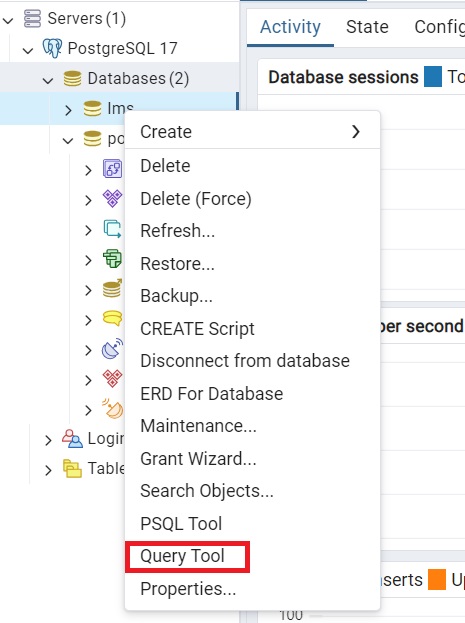 Servers (1)
PostgreSQL 17
Databases (2)
lms
po
Login
Table
Create
Delete
Delete (Force)
Refresh...
Restore...
Backup...
CREATE Script
Disconnect from database
ERD For Database
Maintenance...
Grant Wizard...
Search Objects...
PSQL Tool
Query Tool
Properties...
Activity State Config
Database sessions To
per second
nserts Up
100